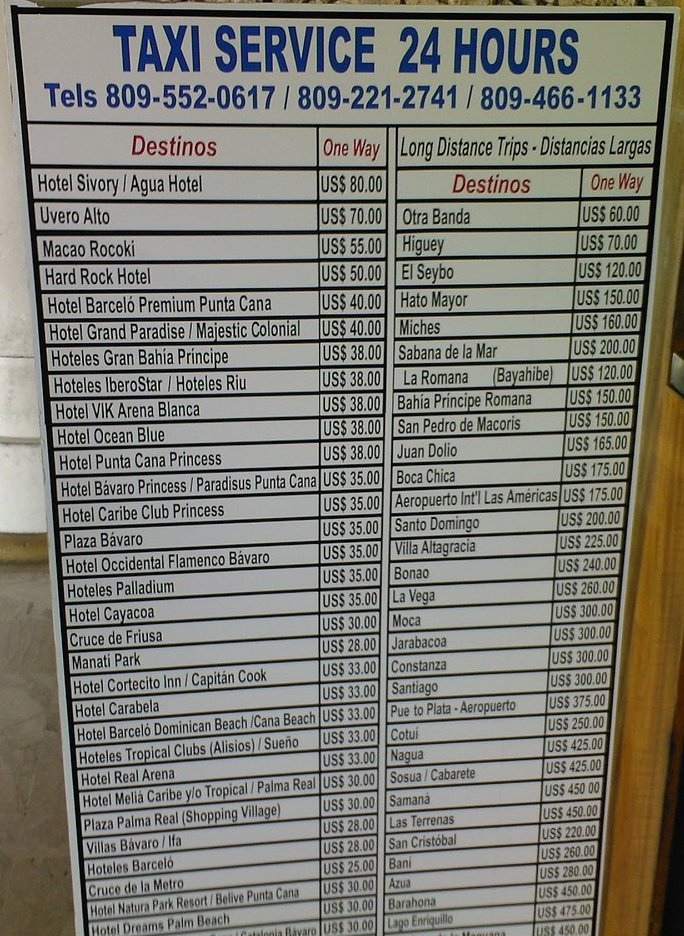 TAXI SERVICE 24 HOURS
Tels 809-552-0617 / 809-221-2741 / 809-466-1133
Destinos One Way
Hotel Sivory / Agua Hotel US$ 80.00
Uvero Alto US$ 70.00
Macao Rocoki US$ 55.00
Hard Rock Hotel US$ 50.00
Hotel Barceló Premium Punta Cana US$ 40.00
Hotel Grand Paradise / Majestic Colonial US$ 40.00
Hoteles Gran Bahía Príncipe US$ 38.00
Hoteles IberoStar / Hoteles Riu US$ 38.00
Hotel VIK Arena Blanca US$ 38.00
Hotel Ocean Blue US$ 38.00
Hotel Punta Cana Princess US$ 38.00
Hotel Bávaro Princess / Paradisus Punta Cana US$ 35.00
Hotel Caribe Club Princess US$ 35.00
Plaza Bávaro US$ 35.00
Hotel Occidental Flamenco Bávaro US$ 35.00
Hoteles Palladium US$ 35.00
Hotel Cayacoa US$ 35.00
Cruce de Friusa US$ 30.00
Manatí Park US$ 28.00
Hotel Cortecito Inn / Capitán Cook US$ 33.00
Hotel Carabela US$ 33.00
Hotel Barceló Dominican Beach /Cana Beach US$ 33.00
Hoteles Tropical Clubs (Alisios) / Sueño US$ 33.00
Hotel Real Arena US$ 33.00
Hotel Meliá Caribe y/o Tropical / Palma Real US$ 30.00
Plaza Palma Real (Shopping Village) US$ 30.00
Villas Bávaro / Ifa US$ 28.00
Hoteles Barceló US$ 28.00
Cruce de la Metro US$ 25.00
Hotel Natura Park Resort / Belive Punta Cana US$ 30.00
Hotel Dreams Palm Beach US$ 30.00
Catalonia Bávaro US$ 30.00
Long Distance Trips - Distancias Largas
Destinos One Way
Otra Banda US$ 60.00
Higuey US$ 70.00
El Seybo US$ 120.00
Hato Mayor US$ 150.00
Miches US$ 160.00
Sabana de la Mar US$ 200.00
La Romana (Bayahibe) US$ 120.00
Bahía Príncipe Romana US$ 150.00
San Pedro de Macoris US$ 150.00
Juan Dolio US$ 165.00
Boca Chica US$ 175.00
Aeropuerto Int'l Las Américas US$ 175.00
Santo Domingo US$ 200.00
Villa Altagracia US$ 225.00
Bonao US$ 240.00
La Vega US$ 260.00
Moca US$ 300.00
Jarabacoa US$ 300.00
Constanza US$ 300.00
Santiago US$ 300.00
Pue to Plata - Aeropuerto US$ 375.00
Cotuí US$ 250.00
Nagua US$ 425.00
Sosua / Cabarete US$ 425.00
Samaná US$ 450 00
Las Terrenas US$ 450.00
San Cristóbal US$ 220.00
Baní US$ 260.00
Azua US$ 280.00
Barahona US$ 450.00
Lago Enriquillo US$ 475.00
US$ 450.00